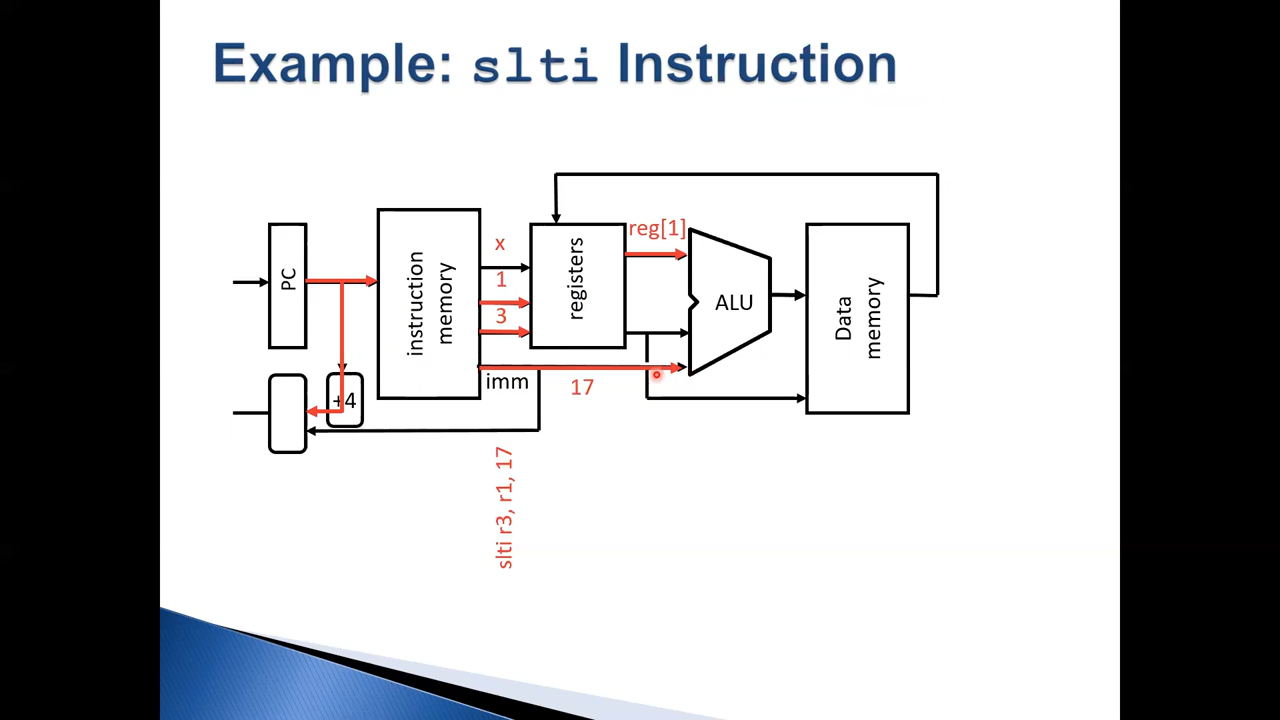 Example: slti Instruction
PC
+4
instruction
memory
x
1
3
imm
17
registers
reg[1]
ALU
Data
memory
slti r3, r1, 17